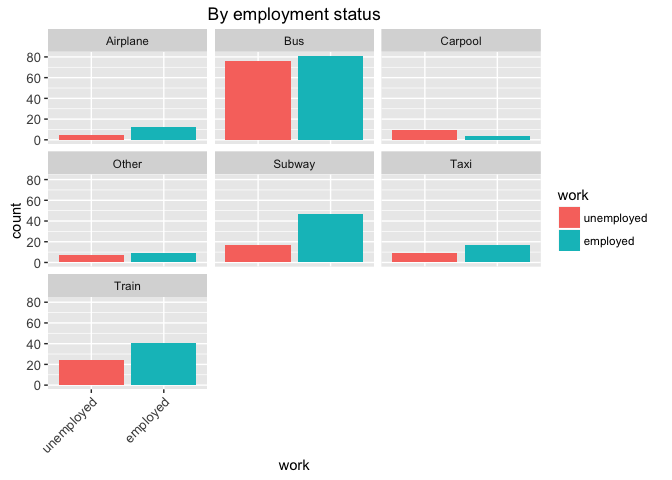 By employment status
Airplane Bus Carpool
80
60
40
20
0
Other Subway Taxi
80
60
40
20
0
Train
80
60
40
20
0
unemployed employed
work
count
work
unemployed
employed